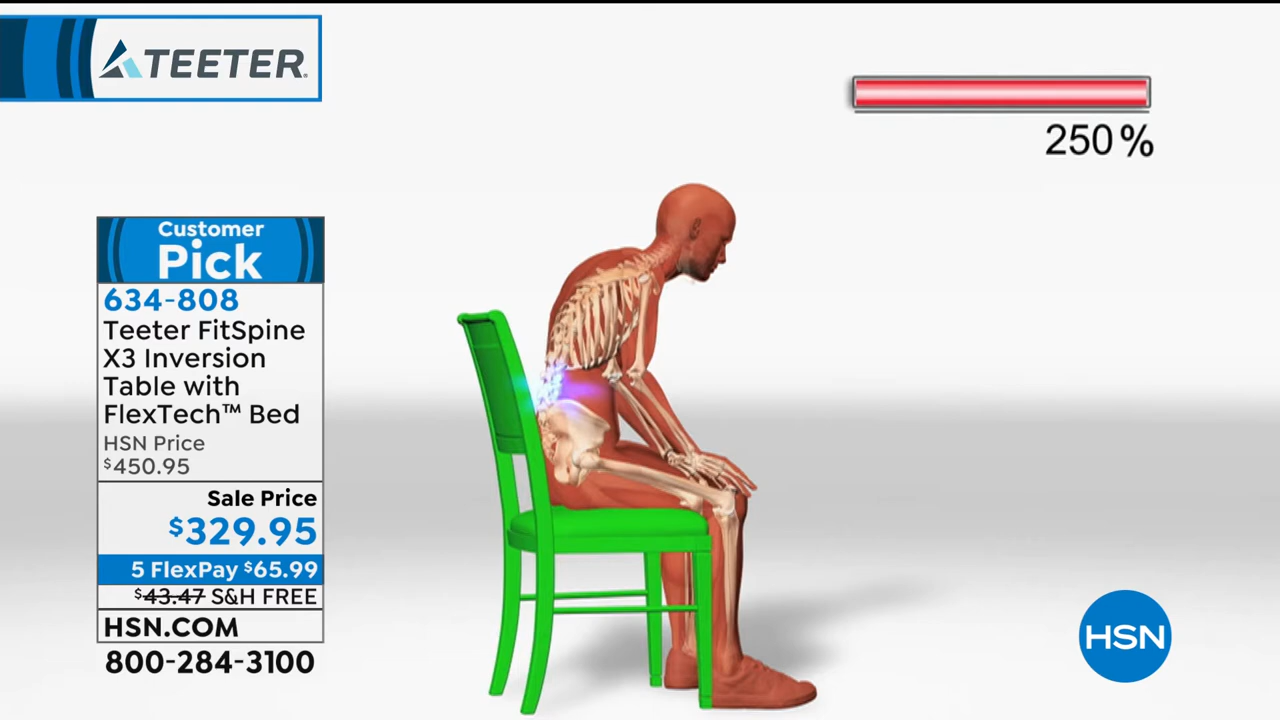 TEETER
250%
Customer
Pick
634-808
Teeter FitSpine
X3 Inversion
Table with
FlexTech™ Bed
HSN Price
$450.95
Sale Price
$329.95
5 FlexPay $65.99
$43.47 S&H FREE
HSN.COM
800-284-3100
HSN